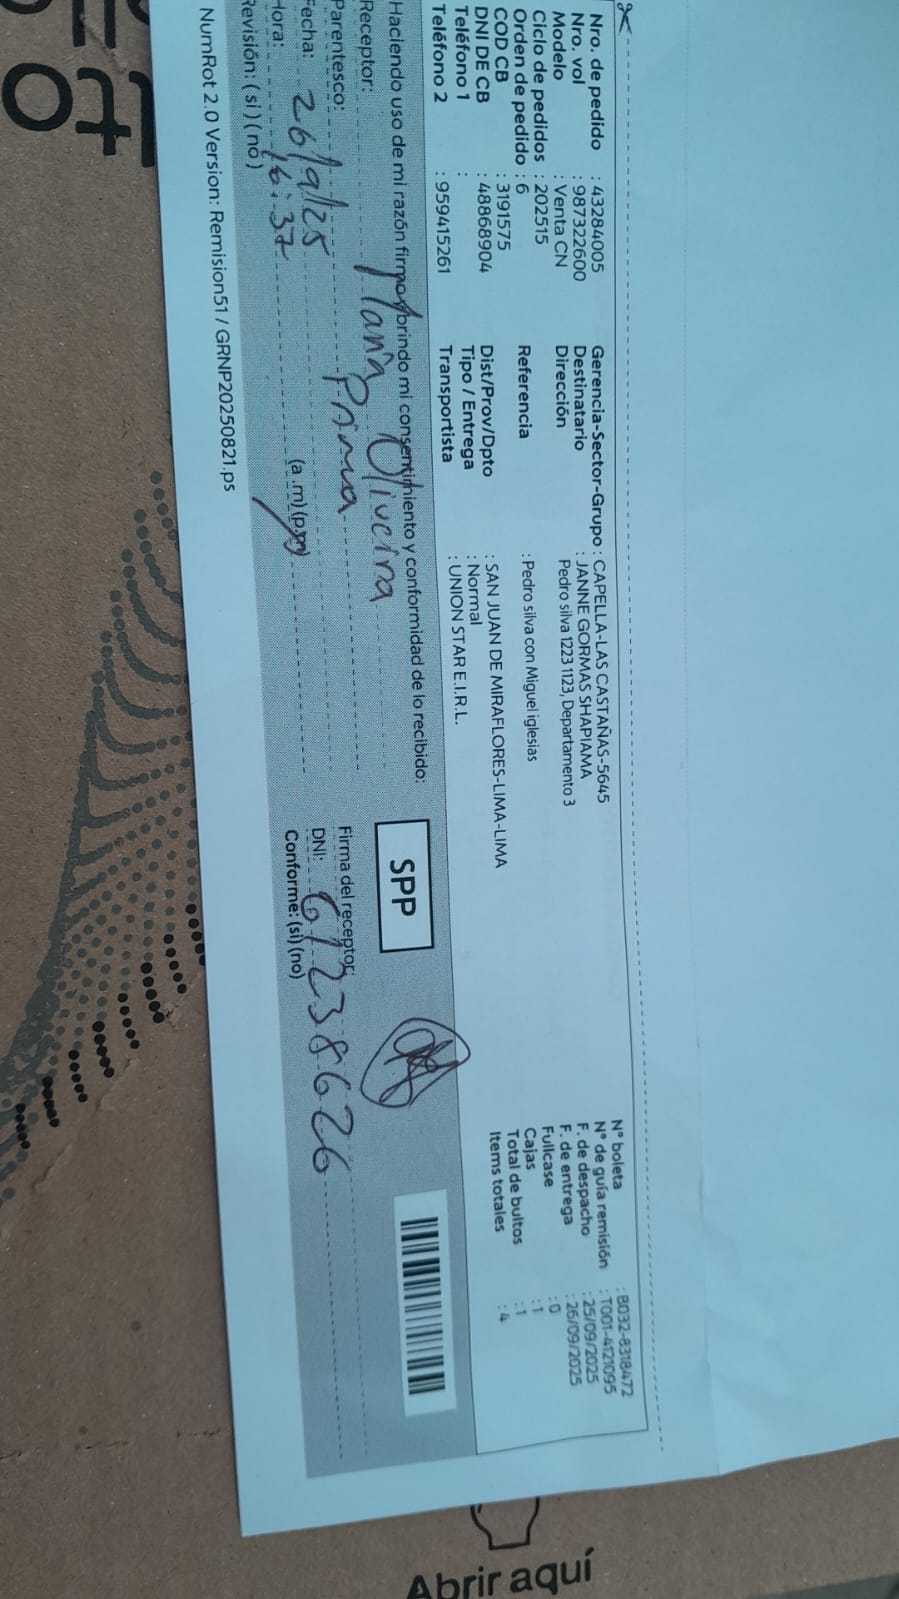 Nro. de pedido : 43284005
Nro. vol : 987322600
Modelo : Venta CN
Ciclo de pedidos : 202515
Orden de pedido : 6
COD CB : 3191575
DNI DE CB : 48868904
Teléfono 1 :
Teléfono 2 : 959415261
Gerencia-Sector-Grupo : CAPELLA-LAS CASTAÑAS-5645
Destinatario : JANNE GORMAS SHAPIAMA
Dirección Pedro silva 1223 1123, Departamento 3
Referencia : Pedro silva con Miguel iglesias
Dist/Prov/Dpto : SAN JUAN DE MIRAFLORES-LIMA-LIMA
Tipo / Entrega : Normal
Transportista : UNION STAR E.I.R.L.
N° boleta : B032-8318472
N° de guía remisión : T001-4121095
F. de despacho : 25/09/2025
F. de entrega : 26/09/2025
Fullcase : 0
Cajas : 1
Total de bultos : 1
Items totales : 4
Haciendo uso de mi razón firmo y brindo mi consentimiento y conformidad de lo recibido:
Receptor: Maria Oliveira
Parentesco: Prima
Fecha: 26/9/25
Hora: 16:37 (a .m) (p.m)
Revisión: ( si ) ( no )
SPP
Firma del receptor:
DNI: 61238626
Conforme: (si) (no)
NumRot 2.0 Version: Remision51 / GRNP20250821.ps
Abrir aquí